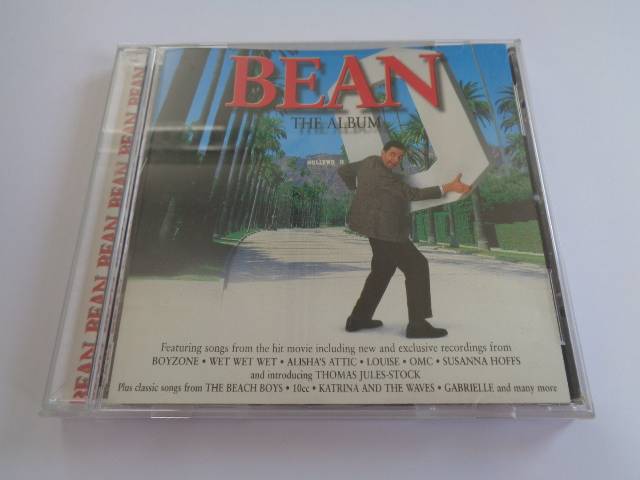 BEAN
THE ALBUM
HOLLYWO D
Featuring songs from the hit movie including new and exclusive recordings from
BOYZONE • WET WET WET • ALISHA'S ATTIC • LOUISE • OMC • SUSANNA HOFFS
and introducing THOMAS JULES-STOCK
Plus classic songs from THE BEACH BOYS • 10cc • KATRINA AND THE WAVES • GABRIELLE and many more
BEAN BEAN BEAN BEAN BEAN